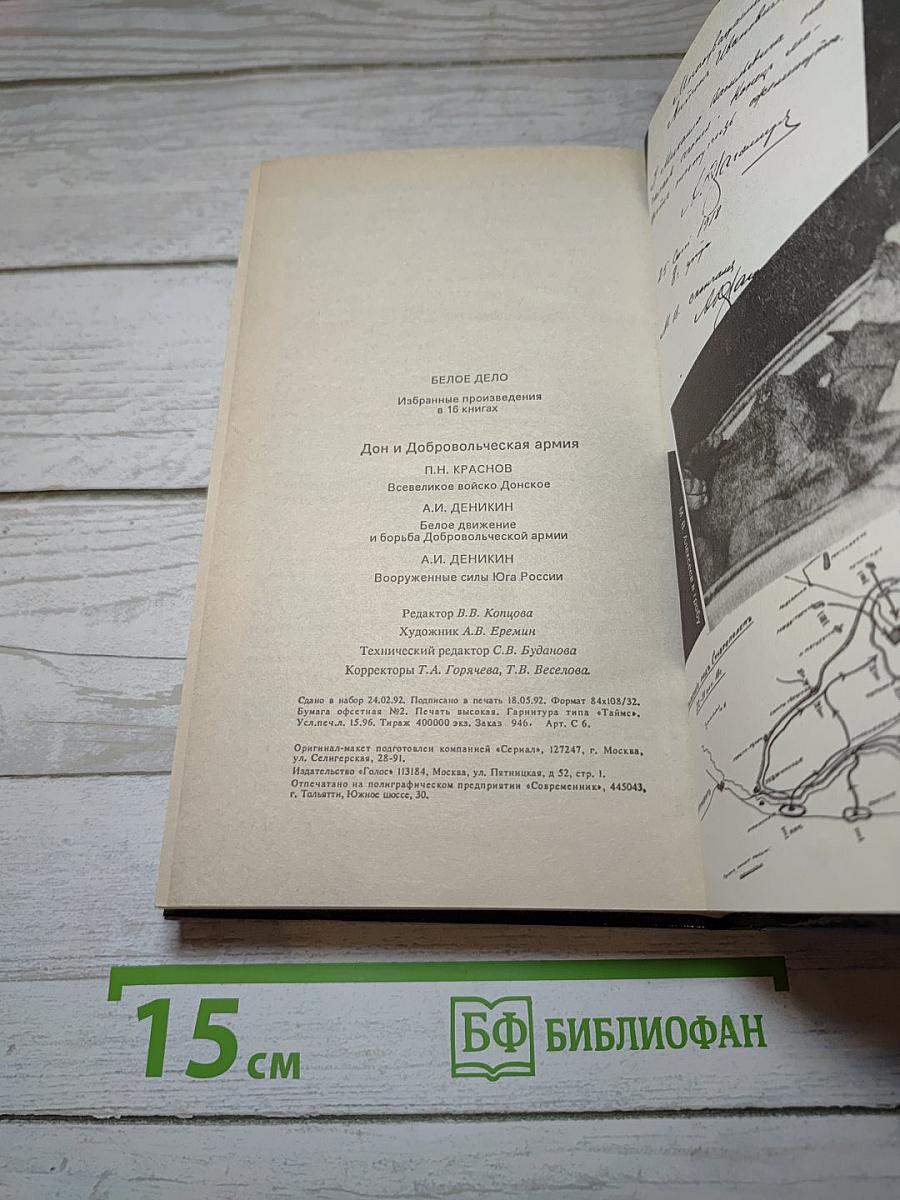 БЕЛОЕ ДЕЛО
Избранные произведения
в 16 книгах
Дон и Добровольческая армия
П.Н. КРАСНОВ
Всевеликое войско Донское
А.И. ДЕНИКИН
Белое движение
и борьба Добровольческой армии
А.И. ДЕНИКИН
Вооруженные силы Юга России
Редактор В.В. Копцова
Художник А.В. Еремин
Технический редактор С.В. Буданова
Корректоры Т.А. Горячева, Т.В. Веселова.
Сдано в набор 24.02.92. Подписано в печать 18.05.92. Формат 84x108/32.
Бумага офсетная №2. Печать высокая. Гарнитура типа «Таймс».
Усл.печ.л. 15.96. Тираж 400000 экз. Заказ 946. Арт. С 6.
Оригинал-макет подготовлен компанией «Сериал», 127247, г. Москва,
ул. Селигерская, 28-91.
Издательство «Голос» 113184, Москва, ул. Пятницкая, д 52, стр. 1.
Отпечатано на полиграфическом предприятии «Современник», 445043,
г. Тольятти, Южное шоссе, 30.
М. В. Алексеев в гробу
1918
15 см
БФ БИБЛИОФАН